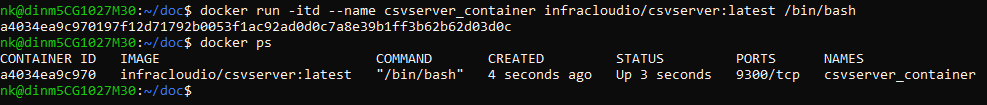 nk@dinm5CG1027M30:~/doc$ docker run -itd --name csvserver_container infracloudio/csvserver:latest /bin/bash
a4034ea9c970197f12d71792b0053f1ac92ad0d0c7a8e39b1ff3b62b62d03d0c
nk@dinm5CG1027M30:~/doc$ docker ps
CONTAINER ID   IMAGE                           COMMAND       CREATED         STATUS         PORTS      NAMES
a4034ea9c970   infracloudio/csvserver:latest   "/bin/bash"   4 seconds ago   Up 3 seconds   9300/tcp   csvserver_container
nk@dinm5CG1027M30:~/doc$